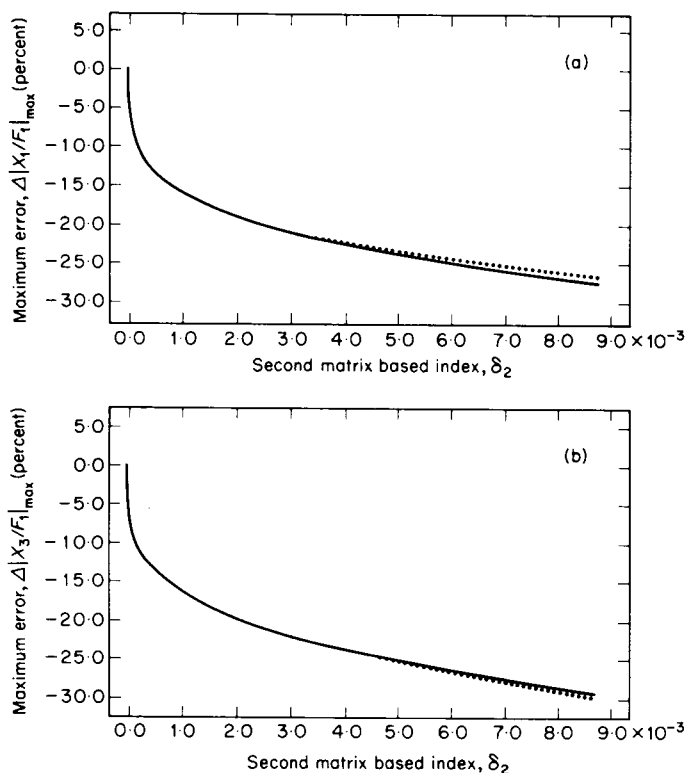 Maximum error, Δ|X₁/F₁|max (percent)
5·0
0·0
−5·0
−10·0
−15·0
−20·0
−25·0
−30·0
(a)
0·0 1·0 2·0 3·0 4·0 5·0 6·0 7·0 8·0 9·0 × 10⁻³
Second matrix based index, δ₂
Maximum error, Δ|X₃/F₁|max (percent)
5·0
0·0
−5·0
−10·0
−15·0
−20·0
−25·0
−30·0
(b)
0·0 1·0 2·0 3·0 4·0 5·0 6·0 7·0 8·0 9·0 × 10⁻³
Second matrix based index, δ₂